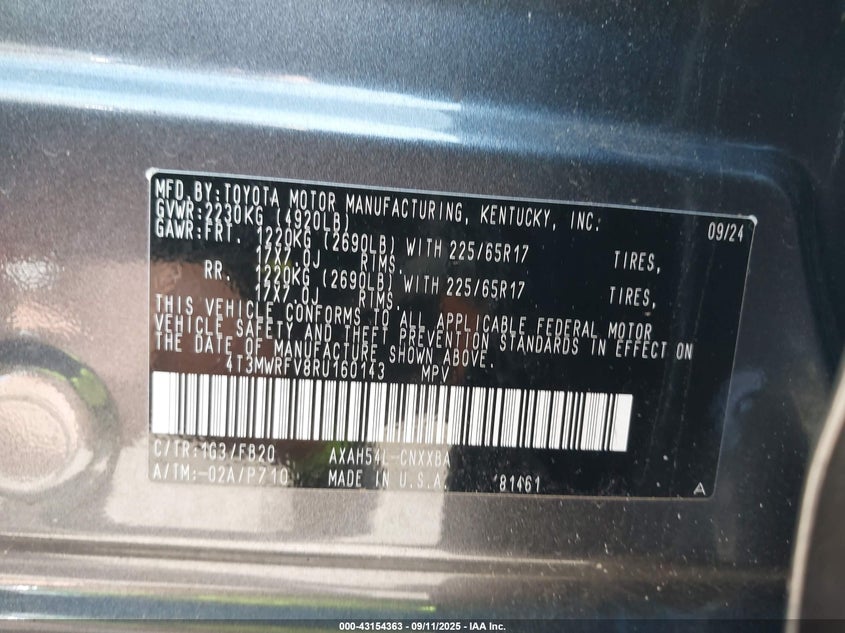 MFD.BY:TOYOTA MOTOR MANUFACTURING, KENTUCKY, INC. 09/24
GVWR:2230KG (4920LB)
GAWR:FRT. 1220KG (2690LB) WITH 225/65R17 TIRES,
17X7.0J RIMS.
RR. 1220KG (2690LB) WITH 225/65R17 TIRES,
17X7.0J RIMS.
THIS VEHICLE CONFORMS TO ALL APPLICABLE FEDERAL MOTOR
VEHICLE SAFETY AND THEFT PREVENTION STANDARDS IN EFFECT ON
THE DATE OF MANUFACTURE SHOWN ABOVE.
4T3MWRFV8RU160143 MPV
C/TR:1G3/FB20 AXAH54L-CNXXBA
A/TM:-02A/P710 MADE IN U.S.A. 81461 A
000-43154363 - 09/11/2025 - IAA Inc.